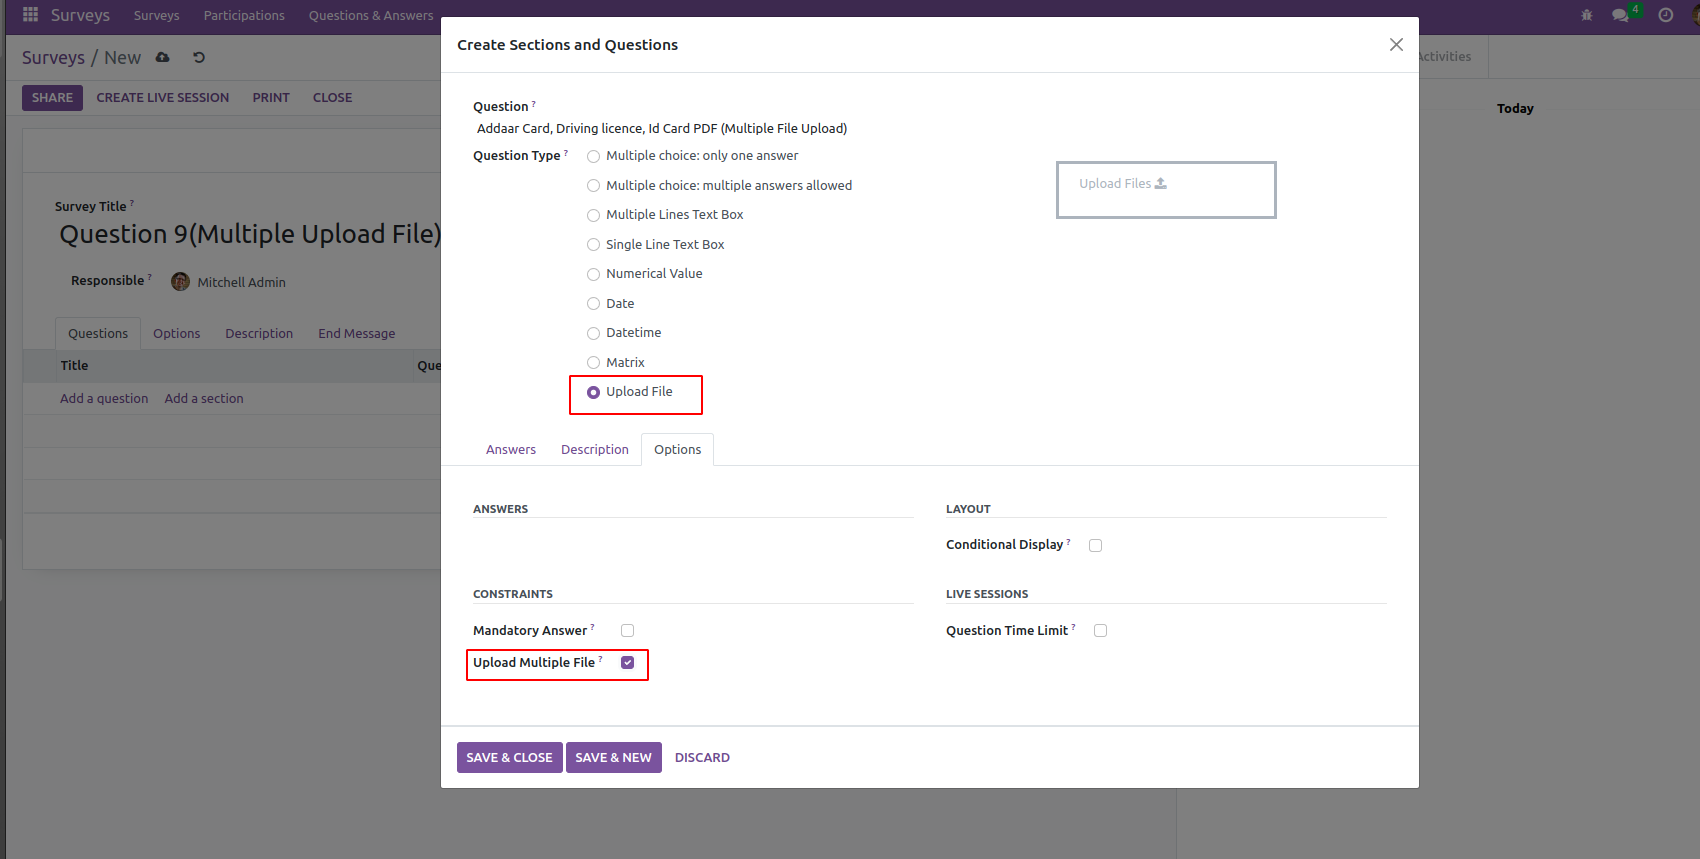 Surveys Surveys Participations Questions & Answers 4
Surveys / New
SHARE CREATE LIVE SESSION PRINT CLOSE
Survey Title ?
Question 9(Multiple Upload File)
Responsible ? Mitchell Admin
Questions Options Description End Message
Title Que
Add a question Add a section
Activities
Today
Create Sections and Questions
Question ?
Addaar Card, Driving licence, Id Card PDF (Multiple File Upload)
Question Type ? Multiple choice: only one answer
Multiple choice: multiple answers allowed
Multiple Lines Text Box
Single Line Text Box
Numerical Value
Date
Datetime
Matrix
Upload File
Upload Files
Answers Description Options
ANSWERS
LAYOUT
Conditional Display ?
CONSTRAINTS
Mandatory Answer ?
Upload Multiple File ?
LIVE SESSIONS
Question Time Limit ?
SAVE & CLOSE SAVE & NEW DISCARD